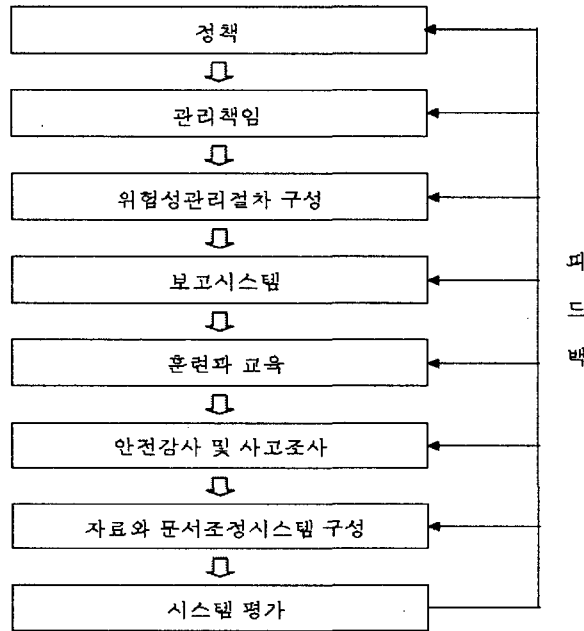 정책
관리책임
위험성관리절차 구성
보고시스템
훈련과 교육
안전감사 및 사고조사
자료와 문서조정시스템 구성
시스템 평가
피
드
백